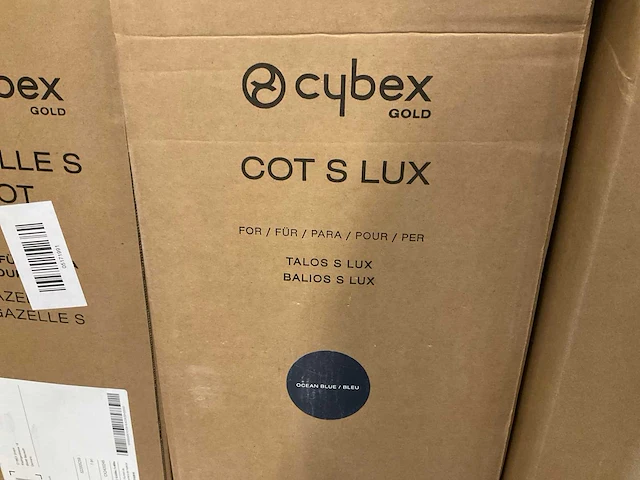 bex
GOLD
LLE S
OT
GAZELLE S
05171091
cybex
GOLD
COT S LUX
FOR / FÜR / PARA / POUR / PER
TALOS S LUX
BALIOS S LUX
OCEAN BLUE / BLEU